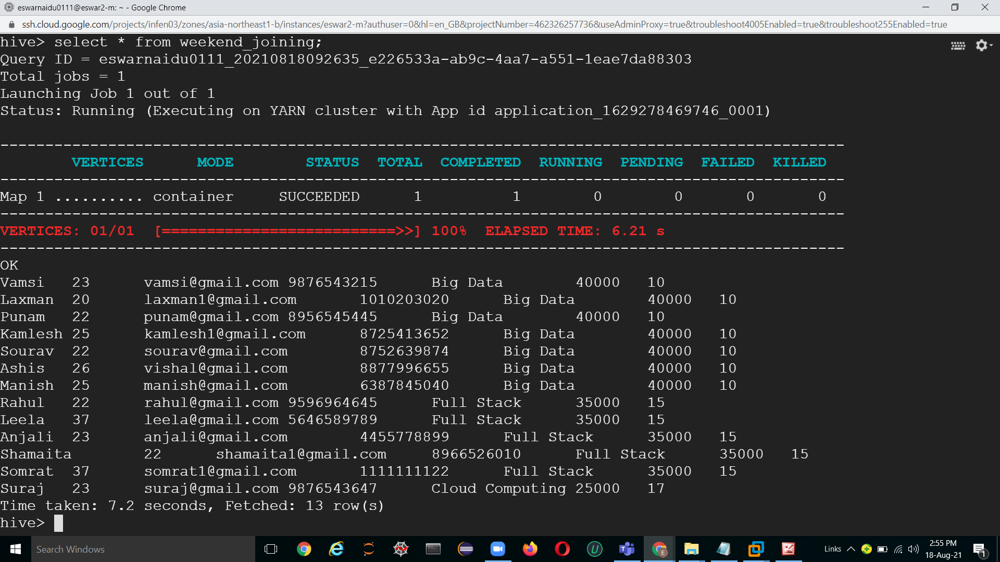 eswarnaidu0111@eswar2-m: ~ - Google Chrome
ssh.cloud.google.com/projects/infen03/zones/asia-northeast1-b/instances/eswar2-m?authuser=0&hl=en_GB&projectNumber=462326257736&useAdminProxy=true&troubleshoot4005Enabled=true&troubleshoot255Enabled=true
hive> select * from weekend_joining;
Query ID = eswarnaidu0111_20210818092635_e226533a-ab9c-4aa7-a551-1eae7da88303
Total jobs = 1
Launching Job 1 out of 1
Status: Running (Executing on YARN cluster with App id application_1629278469746_0001)
----------------------------------------------------------------------------------------------
VERTICES MODE STATUS TOTAL COMPLETED RUNNING PENDING FAILED KILLED
----------------------------------------------------------------------------------------------
Map 1 .......... container SUCCEEDED 1 1 0 0 0 0
----------------------------------------------------------------------------------------------
VERTICES: 01/01 [==========================>>] 100% ELAPSED TIME: 6.21 s
----------------------------------------------------------------------------------------------
OK
Vamsi 23 vamsi@gmail.com 9876543215 Big Data 40000 10
Laxman 20 laxman1@gmail.com 1010203020 Big Data 40000 10
Punam 22 punam@gmail.com 8956545445 Big Data 40000 10
Kamlesh 25 kamlesh1@gmail.com 8725413652 Big Data 40000 10
Sourav 22 sourav@gmail.com 8752639874 Big Data 40000 10
Ashis 26 vishal@gmail.com 8877996655 Big Data 40000 10
Manish 25 manish@gmail.com 6387845040 Big Data 40000 10
Rahul 22 rahul@gmail.com 9596964645 Full Stack 35000 15
Leela 37 leela@gmail.com 5646589789 Full Stack 35000 15
Anjali 23 anjali@gmail.com 4455778899 Full Stack 35000 15
Shamaita 22 shamaita1@gmail.com 8966526010 Full Stack 35000 15
Somrat 37 somrat1@gmail.com 1111111122 Full Stack 35000 15
Suraj 23 suraj@gmail.com 9876543647 Cloud Computing 25000 17
Time taken: 7.2 seconds, Fetched: 13 row(s)
hive>
Search Windows
Links
2:55 PM
18-Aug-21
1